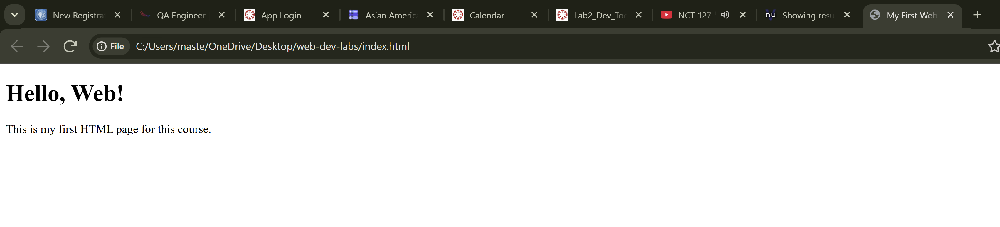 New Registra
QA Engineer
App Login
Asian Americ
Calendar
Lab2_Dev_Too
NCT 127
nu
Showing resu
My First Web
File
C:/Users/maste/OneDrive/Desktop/web-dev-labs/index.html
Hello, Web!
This is my first HTML page for this course.